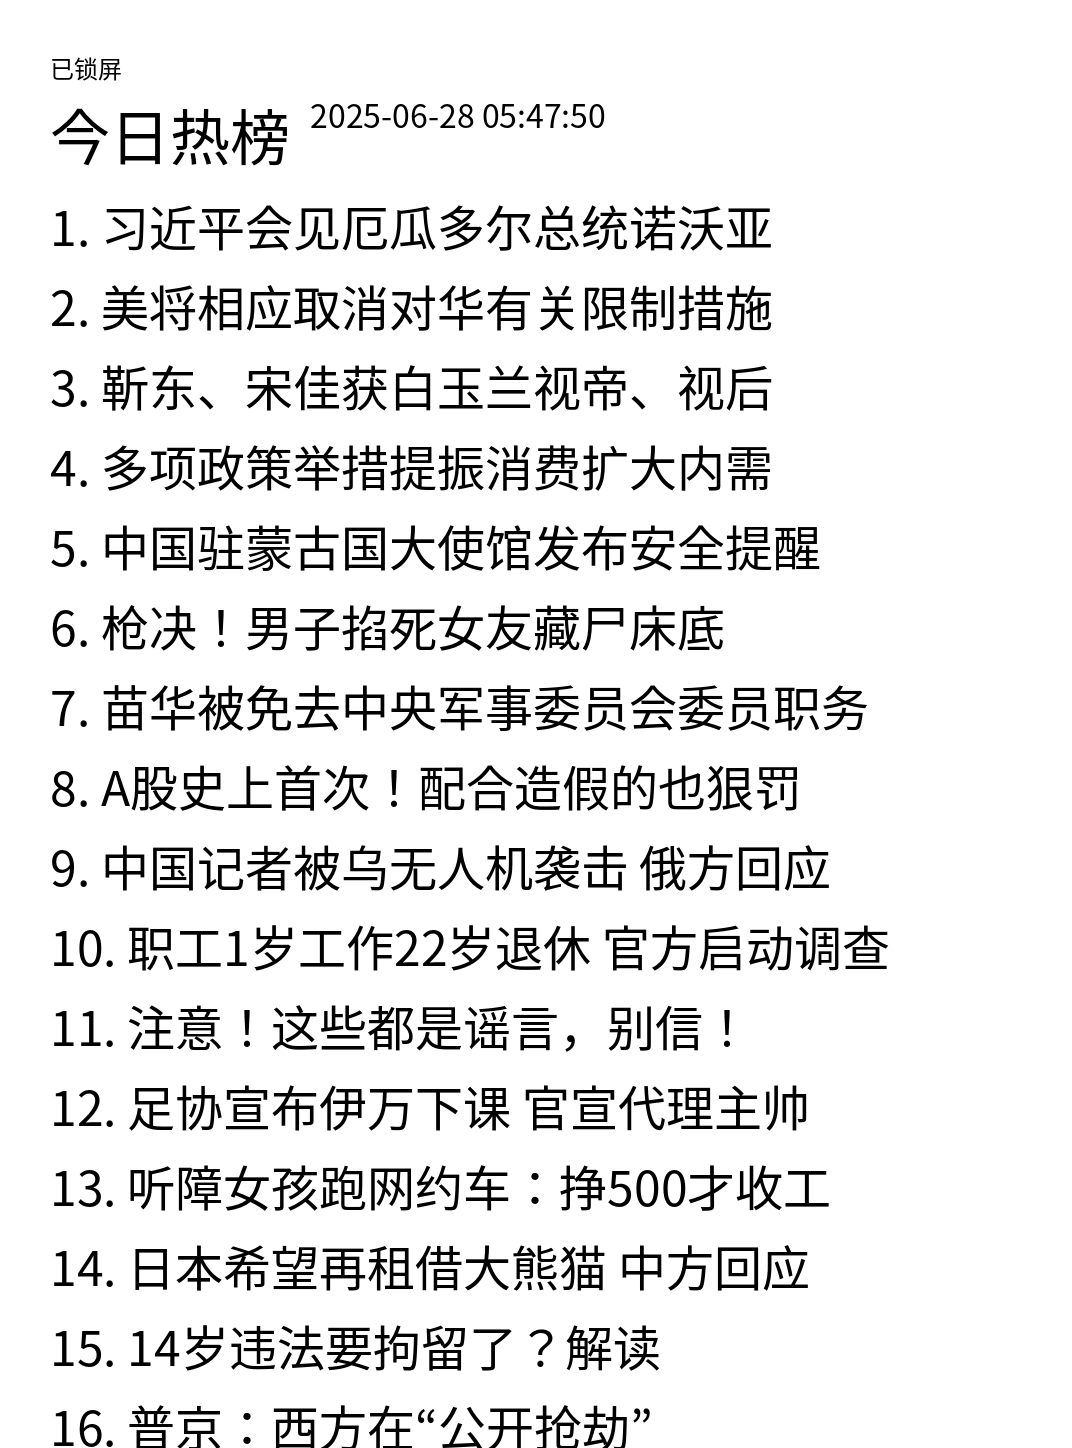 已锁屏
今日热榜 2025-06-28 05:47:50
1. 习近平会见厄瓜多尔总统诺沃亚
2. 美将相应取消对华有关限制措施
3. 靳东、宋佳获白玉兰视帝、视后
4. 多项政策举措提振消费扩大内需
5. 中国驻蒙古国大使馆发布安全提醒
6. 枪决！男子掐死女友藏尸床底
7. 苗华被免去中央军事委员会委员职务
8. A股史上首次！配合造假的也狠罚
9. 中国记者被乌无人机袭击 俄方回应
10. 职工1岁工作22岁退休 官方启动调查
11. 注意！这些都是谣言，别信！
12. 足协宣布伊万下课 官宣代理主帅
13. 听障女孩跑网约车：挣500才收工
14. 日本希望再租借大熊猫 中方回应
15. 14岁违法要拘留了？解读
16. 普京：西方在“公开抢劫”